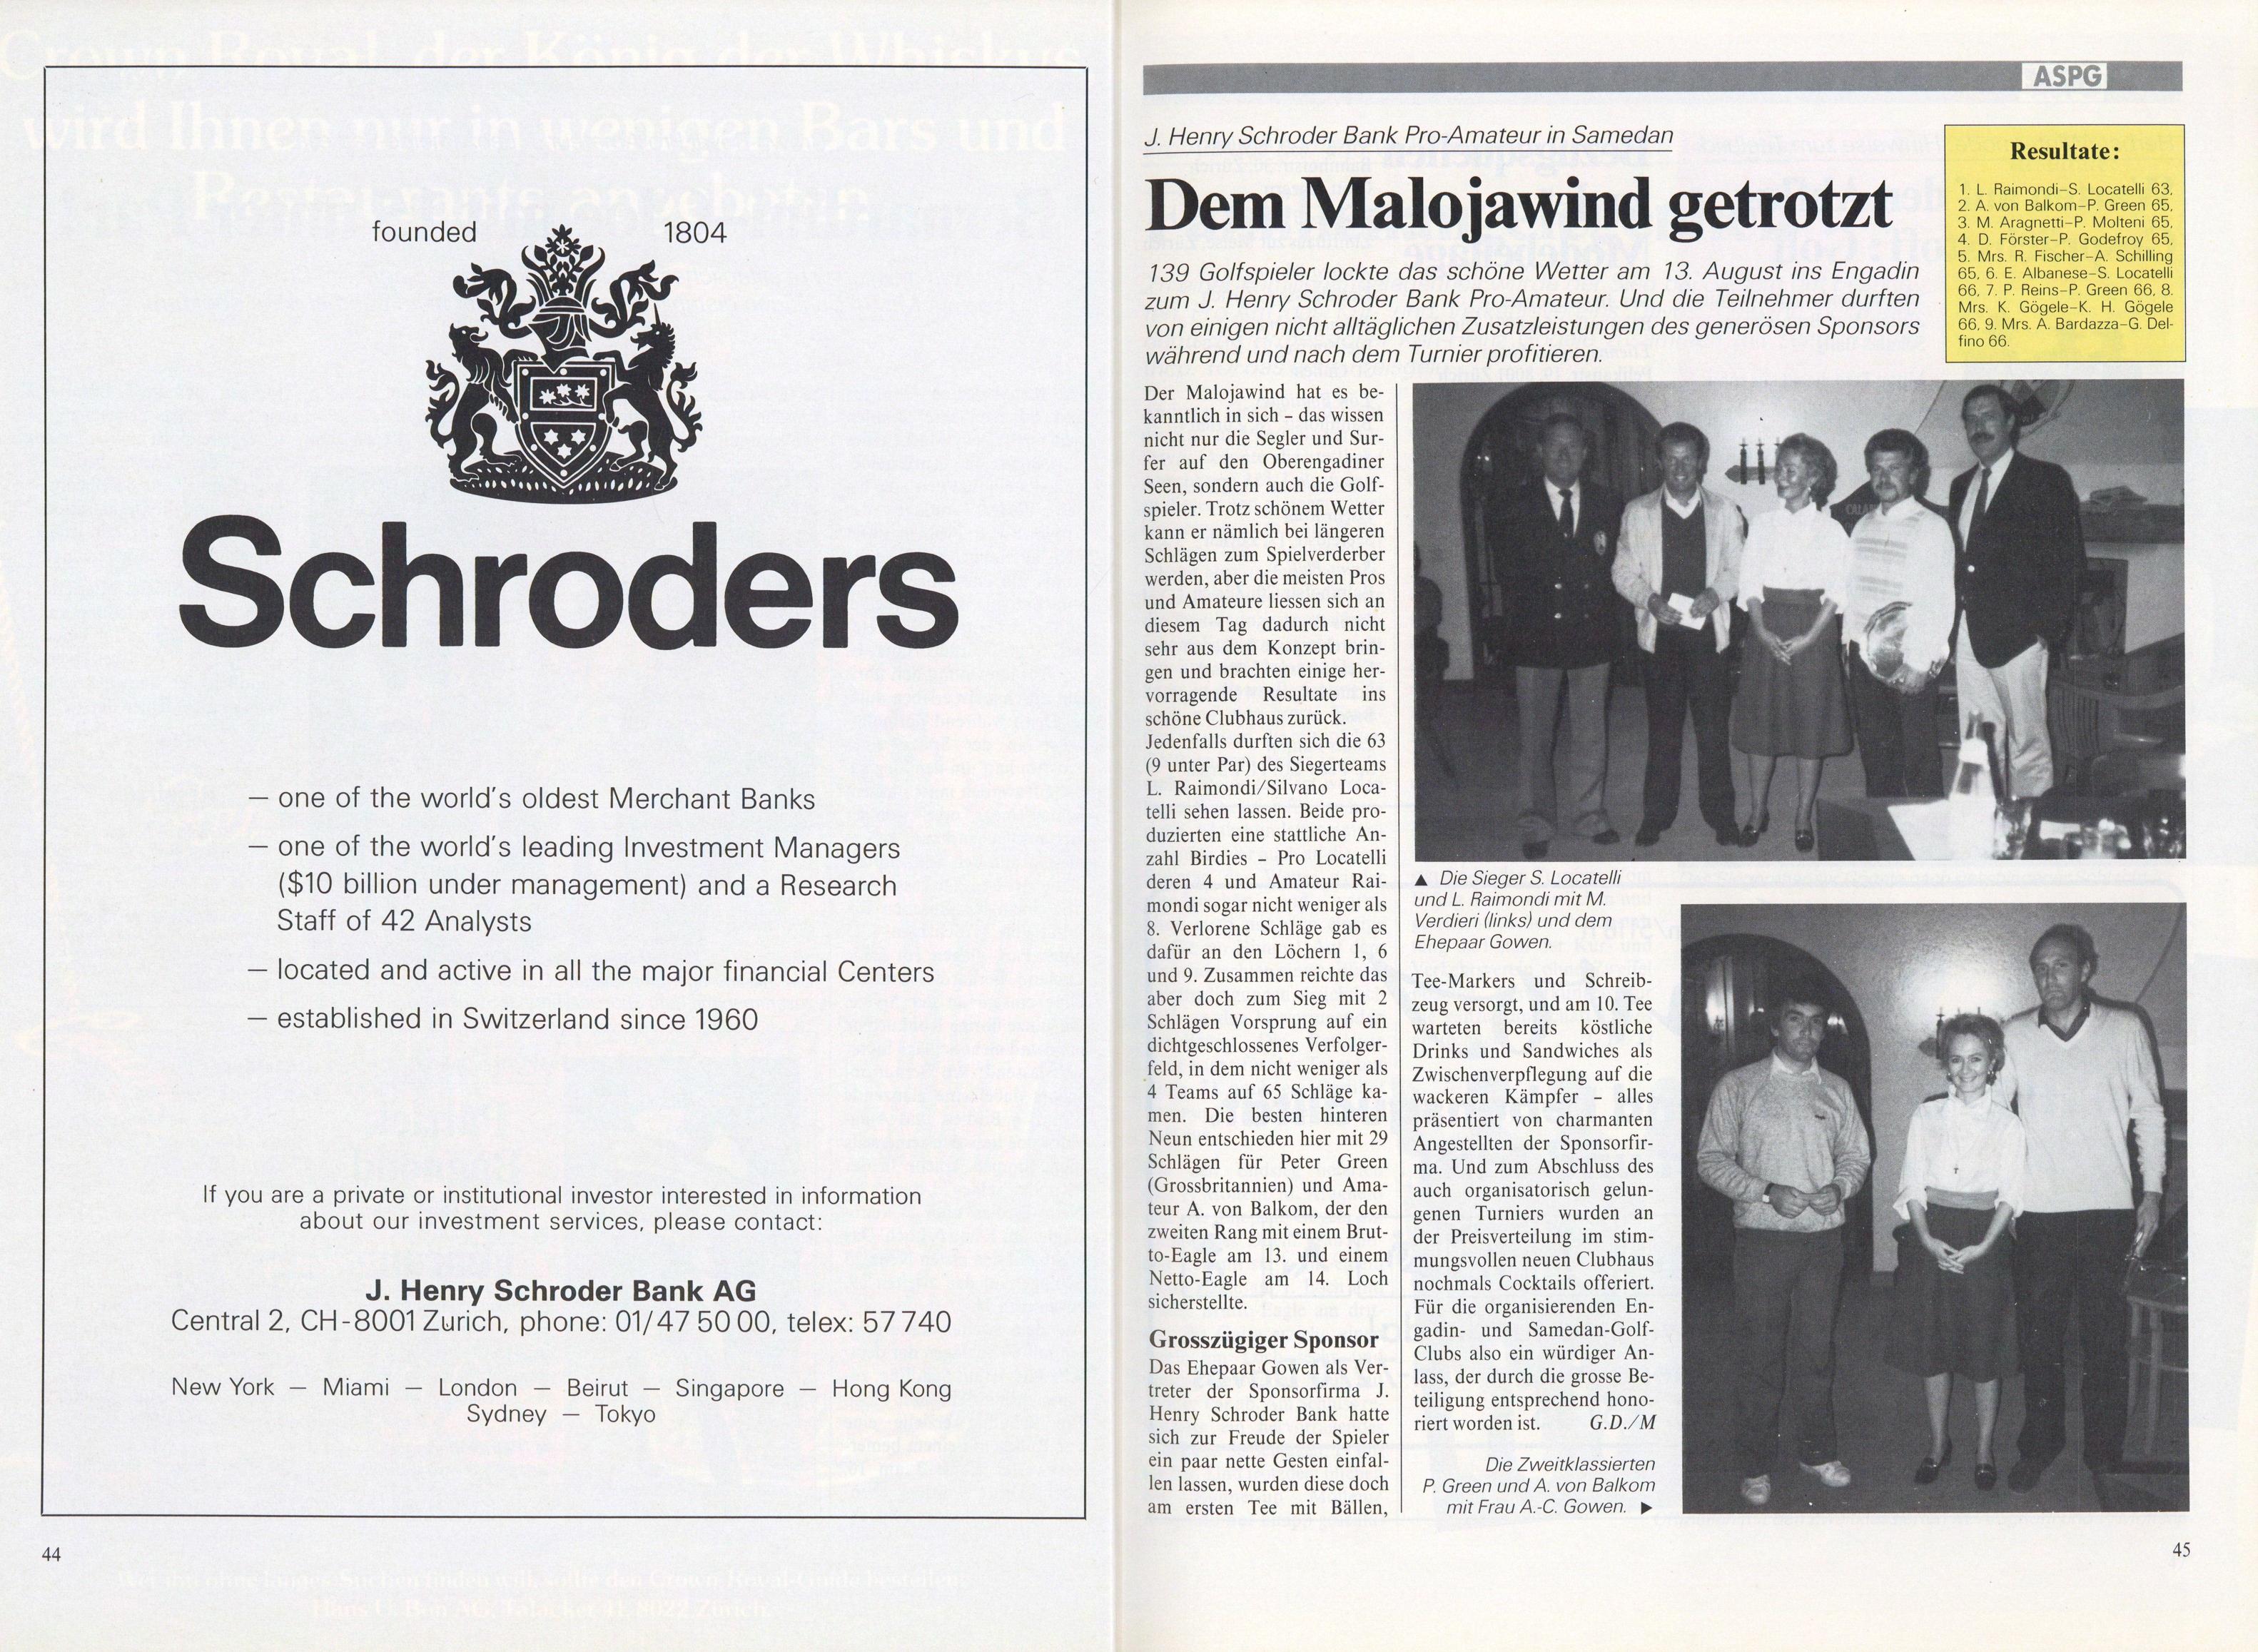 founded 1804
Schroders
— one of the world's oldest Merchant Banks
— one of the world's leading Investment Managers
($10 billion under management) and a Research
Staff of 42 Analysts
— located and active in all the major financial Centers
— established in Switzerland since 1960
If you are a private or institutional investor interested in information
about our investment services, please contact:
J. Henry Schroder Bank AG
Central 2, CH-8001 Zurich, phone: 01/47 50 00, telex: 57 740
New York — Miami — London — Beirut — Singapore — Hong Kong
Sydney — Tokyo
44
ASPG
J. Henry Schroder Bank Pro-Amateur in Samedan
Dem Malojawind getrotzt
139 Golfspieler lockte das schöne Wetter am 13. August ins Engadin
zum J. Henry Schroder Bank Pro-Amateur. Und die Teilnehmer durften
von einigen nicht alltäglichen Zusatzleistungen des generösen Sponsors
während und nach dem Turnier profitieren.
Resultate:
1. L. Raimondi–S. Locatelli 63,
2. A. von Balkom–P. Green 65,
3. M. Aragnetti–P. Molteni 65,
4. D. Förster–P. Godefroy 65,
5. Mrs. R. Fischer–A. Schilling
65, 6. E. Albanese–S. Locatelli
66, 7. P. Reins–P. Green 66, 8.
Mrs. K. Gögele–K. H. Gögele
66, 9. Mrs. A. Bardazza–G. Del-
fino 66.
Der Malojawind hat es be-
kanntlich in sich – das wissen
nicht nur die Segler und Sur-
fer auf den Oberengadiner
Seen, sondern auch die Golf-
spieler. Trotz schönem Wetter
kann er nämlich bei längeren
Schlägen zum Spielverderber
werden, aber die meisten Pros
und Amateure liessen sich an
diesem Tag dadurch nicht
sehr aus dem Konzept brin-
gen und brachten einige her-
vorragende Resultate ins
schöne Clubhaus zurück.
Jedenfalls durften sich die 63
(9 unter Par) des Siegerteams
L. Raimondi/Silvano Loca-
telli sehen lassen. Beide pro-
duzierten eine stattliche An-
zahl Birdies – Pro Locatelli
deren 4 und Amateur Rai-
mondi sogar nicht weniger als
8. Verlorene Schläge gab es
dafür an den Löchern 1, 6
und 9. Zusammen reichte das
aber doch zum Sieg mit 2
Schlägen Vorsprung auf ein
dichtgeschlossenes Verfolger-
feld, in dem nicht weniger als
4 Teams auf 65 Schläge ka-
men. Die besten hinteren
Neun entschieden hier mit 29
Schlägen für Peter Green
(Grossbritannien) und Ama-
teur A. von Balkom, der den
zweiten Rang mit einem Brut-
to-Eagle am 13. und einem
Netto-Eagle am 14. Loch
sicherstellte.
Grosszügiger Sponsor
Das Ehepaar Gowen als Ver-
treter der Sponsorfirma J.
Henry Schroder Bank hatte
sich zur Freude der Spieler
ein paar nette Gesten einfal-
len lassen, wurden diese doch
am ersten Tee mit Bällen,
▲ Die Sieger S. Locatelli
und L. Raimondi mit M.
Verdieri (links) und dem
Ehepaar Gowen.
Tee-Markers und Schreib-
zeug versorgt, und am 10. Tee
warteten bereits köstliche
Drinks und Sandwiches als
Zwischenverpflegung auf die
wackeren Kämpfer – alles
präsentiert von charmanten
Angestellten der Sponsorfir-
ma. Und zum Abschluss des
auch organisatorisch gelun-
genen Turniers wurden an
der Preisverteilung im stim-
mungsvollen neuen Clubhaus
nochmals Cocktails offeriert.
Für die organisierenden En-
gadin- und Samedan-Golf-
Clubs also ein würdiger An-
lass, der durch die grosse Be-
teiligung entsprechend hono-
riert worden ist. G.D./M
Die Zweitklassierten
P. Green und A. von Balkom
mit Frau A.-C. Gowen. ▶
45